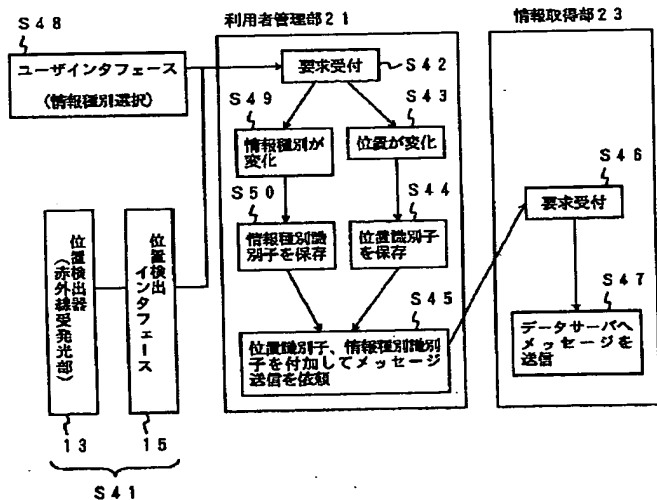 S48
ユーザインタフェース
(情報種別選択)
利用者管理部21
要求受付
S42
S49
S43
情報種別が
変化
位置が変化
S50
S44
情報種別識別
子を保存
位置識別子
を保存
S45
位置識別子、情報種別識別
子を付加してメッセージ
送信を依頼
情報取得部23
S46
要求受付
S47
データサーバへ
メッセージを
送信
位置検出器
(赤外線受発光部)
位置検出
インタフェース
13
15
S41